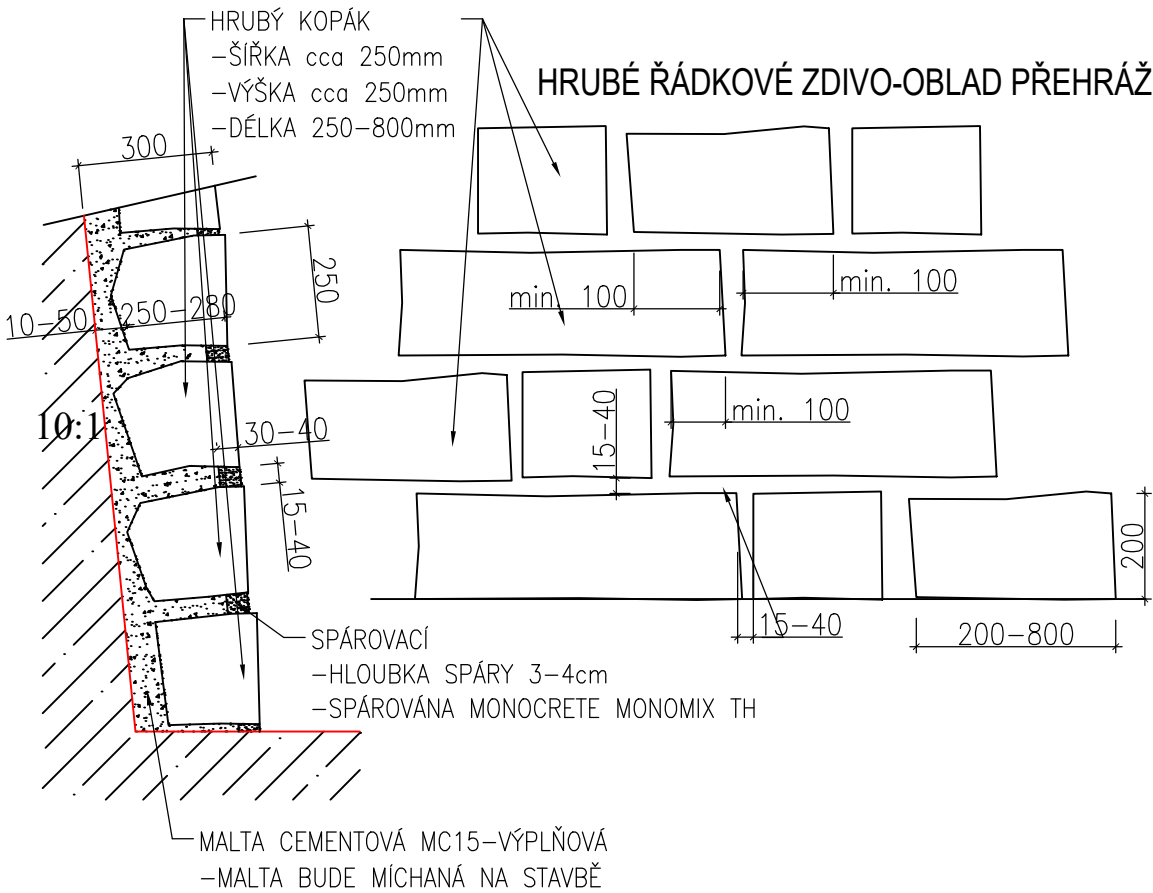 HRUBÝ KOPÁK
-ŠÍŘKA cca 250mm
-VÝŠKA cca 250mm
-DÉLKA 250-800mm
HRUBÉ ŘÁDKOVÉ ZDIVO-OBLAD PŘEHRÁŽ
300
250
10-50
250-280
min. 100
min. 100
10:1
30-40
15-40
min. 100
15-40
200
15-40
200-800
SPÁROVACÍ
-HLOUBKA SPÁRY 3-4cm
-SPÁROVÁNA MONOCRETE MONOMIX TH
MALTA CEMENTOVÁ MC15-VÝPLŇOVÁ
-MALTA BUDE MÍCHANÁ NA STAVBĚ